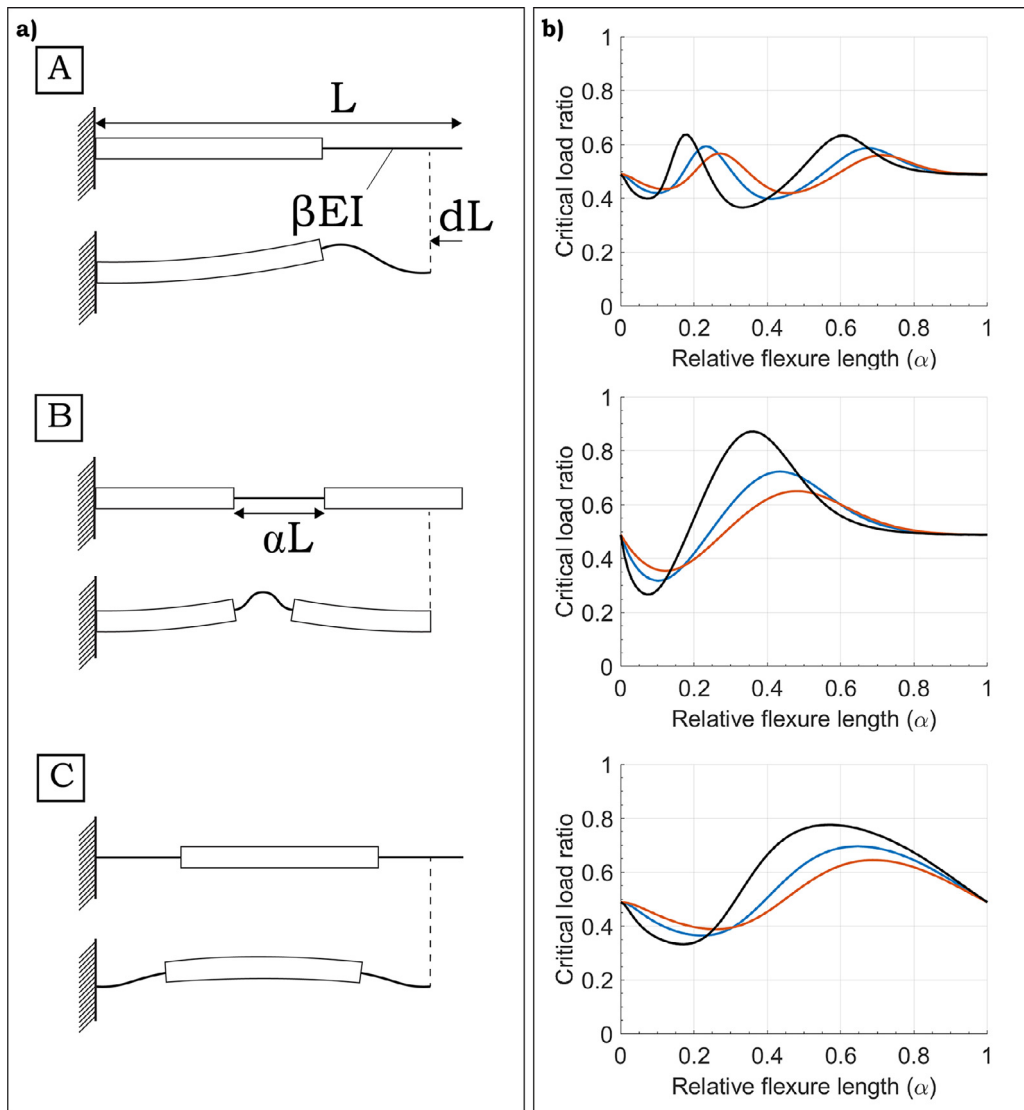 a)
A
L
βEI
dL
B
αL
C
b)
1
0.8
0.6
0.4
0.2
0
0 0.2 0.4 0.6 0.8 1
Critical load ratio
Relative flexure length (α)
1
0.8
0.6
0.4
0.2
0
0 0.2 0.4 0.6 0.8 1
Critical load ratio
Relative flexure length (α)
1
0.8
0.6
0.4
0.2
0
0 0.2 0.4 0.6 0.8 1
Critical load ratio
Relative flexure length (α)